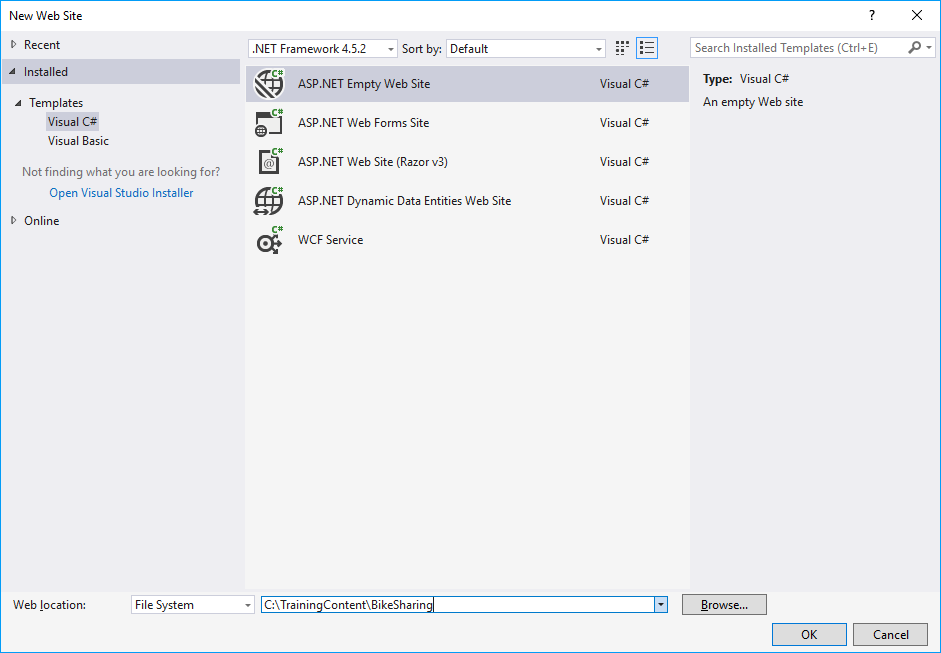 New Web Site ?
Recent
.NET Framework 4.5.2 Sort by: Default
Search Installed Templates (Ctrl+E)
Installed
Templates
Visual C#
Visual Basic
Not finding what you are looking for?
Open Visual Studio Installer
Online
C# ASP.NET Empty Web Site Visual C#
C# ASP.NET Web Forms Site Visual C#
C# @ ASP.NET Web Site (Razor v3) Visual C#
C# ASP.NET Dynamic Data Entities Web Site Visual C#
C# WCF Service Visual C#
Type: Visual C#
An empty Web site
Web location: File System C:\TrainingContent\BikeSharing Browse...
OK Cancel